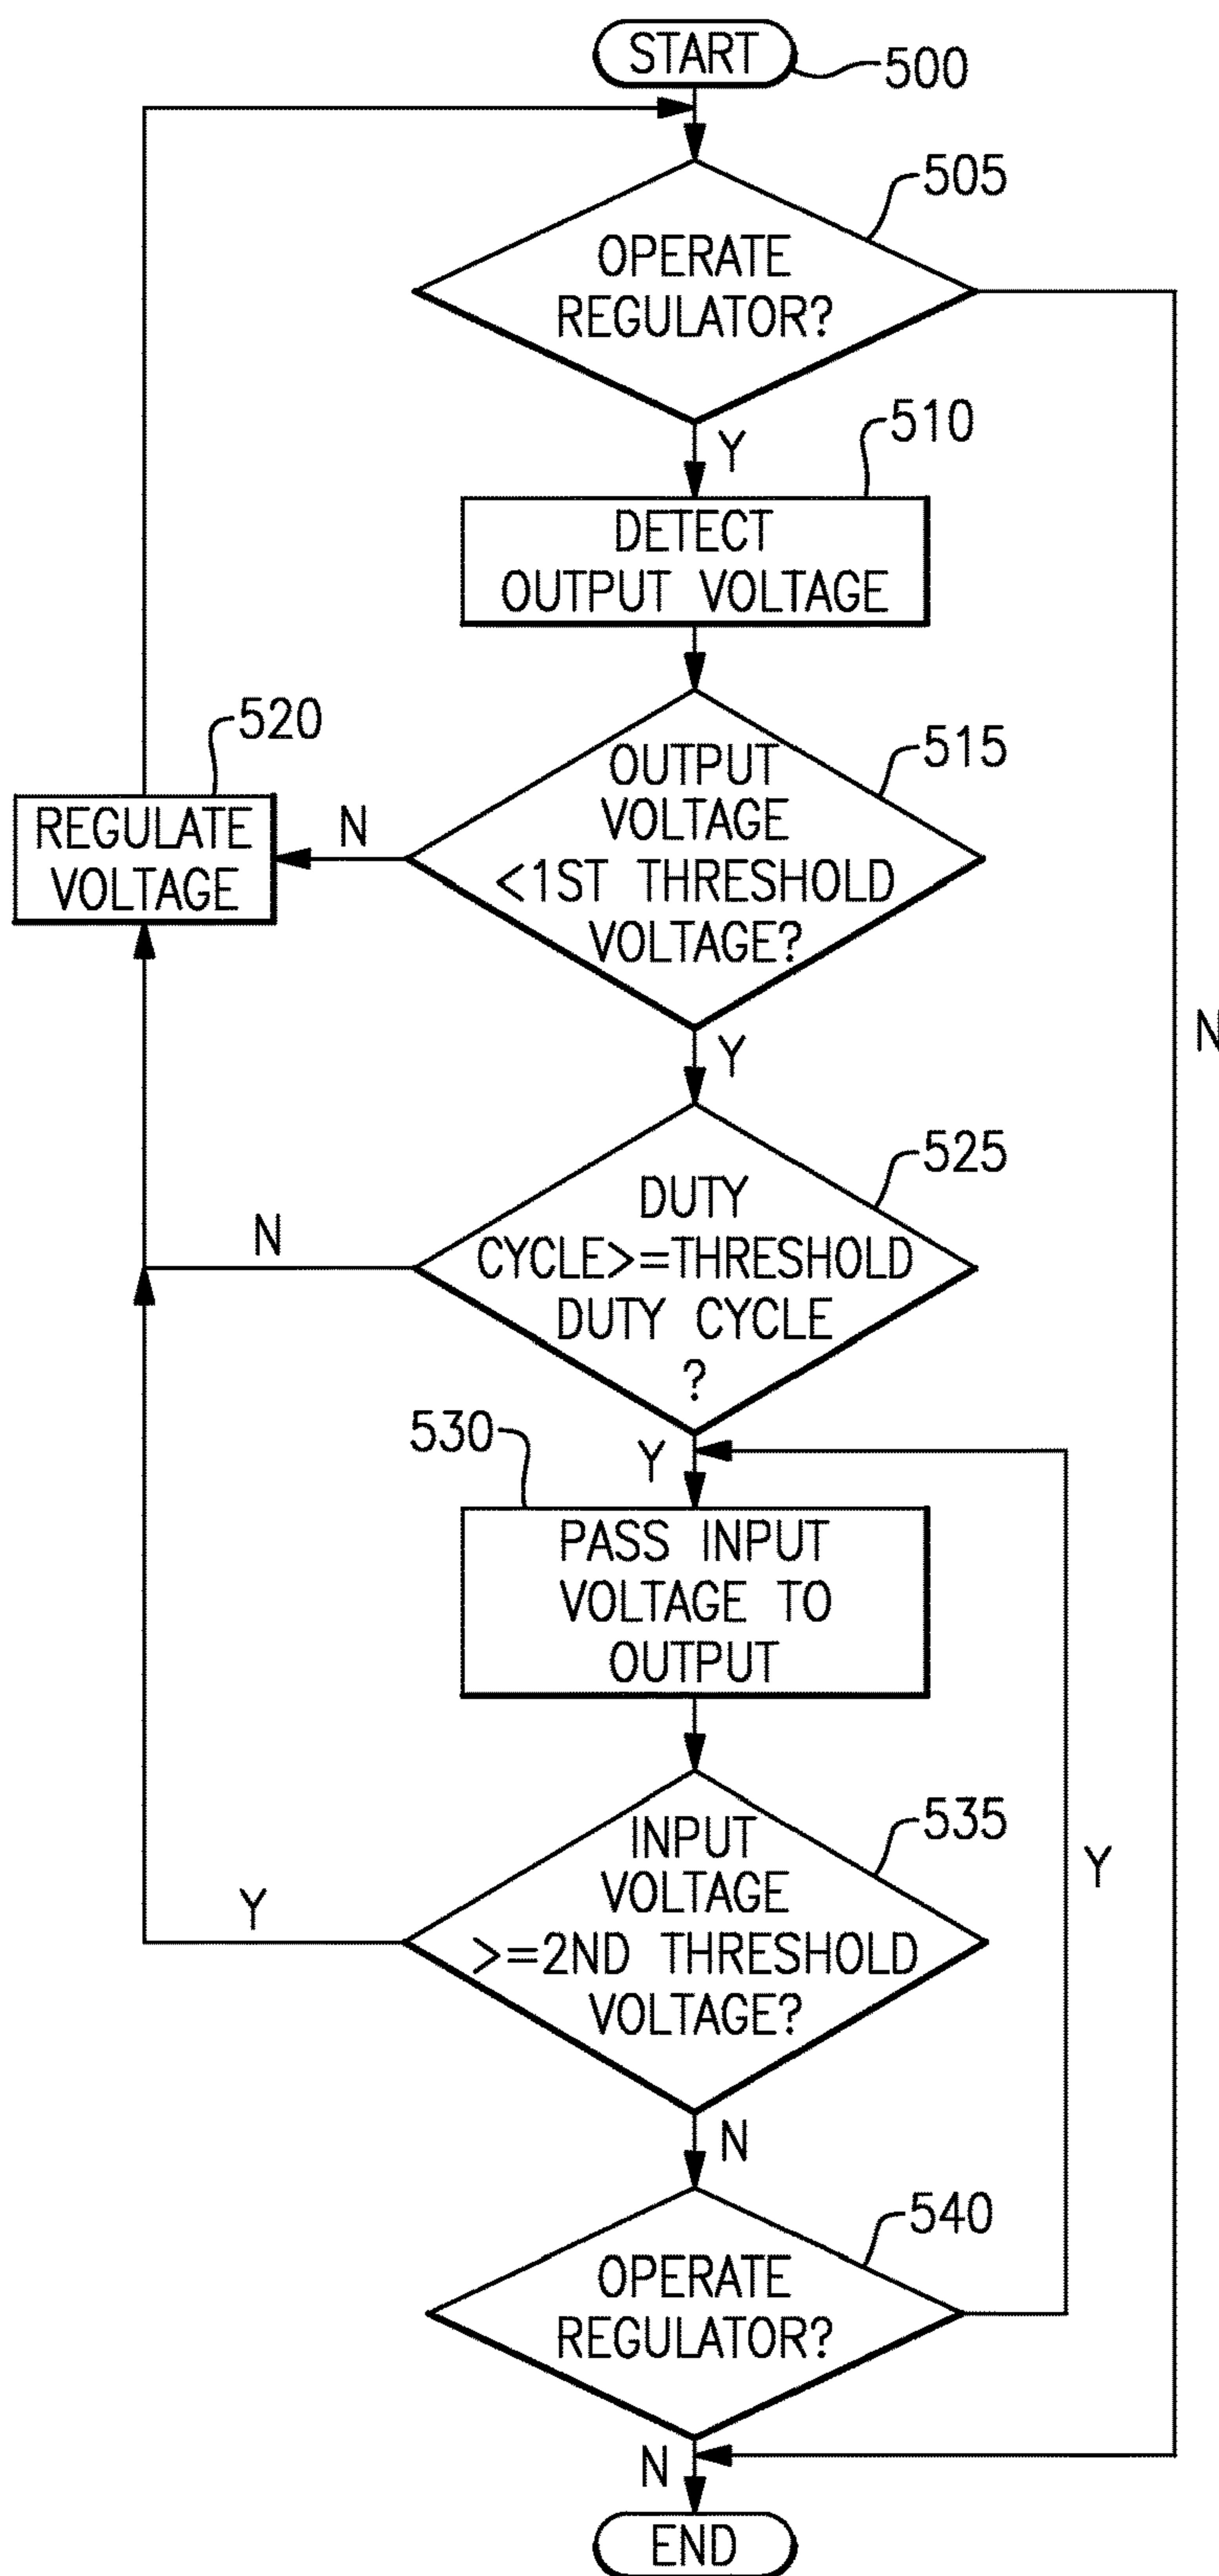 START
500
505
OPERATE
REGULATOR?
510
Y
DETECT
OUTPUT VOLTAGE
520
515
OUTPUT
VOLTAGE
<1ST THRESHOLD
VOLTAGE?
REGULATE
VOLTAGE
N
N
Y
525
DUTY
CYCLE>=THRESHOLD
DUTY CYCLE
?
N
530
Y
PASS INPUT
VOLTAGE TO
OUTPUT
535
INPUT
VOLTAGE
>=2ND THRESHOLD
VOLTAGE?
Y
Y
N
540
OPERATE
REGULATOR?
N
END